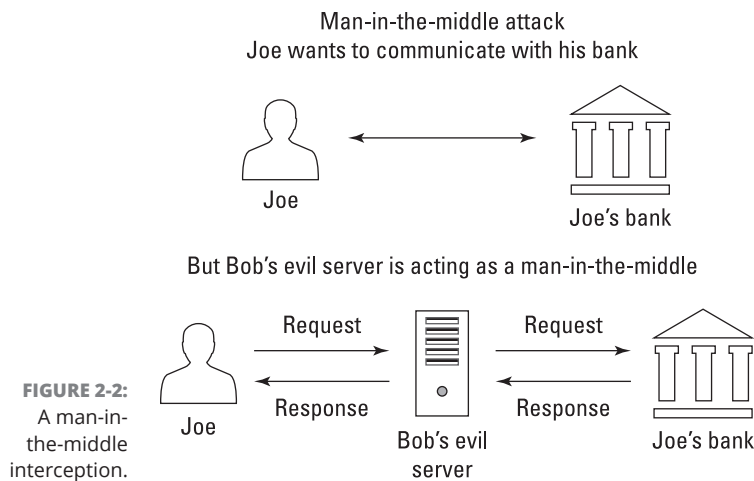 Man-in-the-middle attack
Joe wants to communicate with his bank
Joe
Joe's bank
But Bob's evil server is acting as a man-in-the-middle
Request
Request
Response
Response
Joe
Bob's evil
server
Joe's bank
FIGURE 2-2:
A man-in-
the-middle
interception.